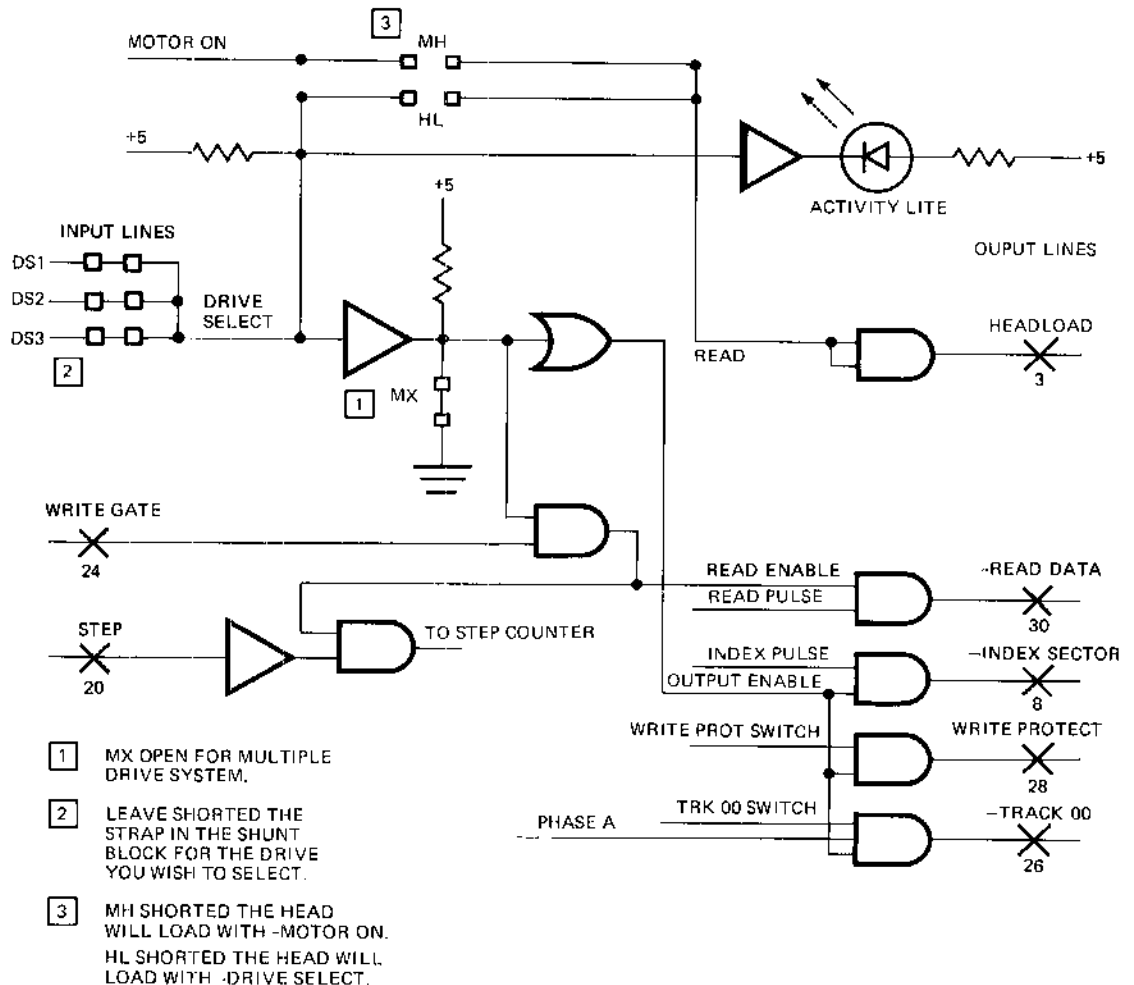 3
MOTOR ON
MH
HL
+5
+5
+5
ACTIVITY LITE
INPUT LINES
OUPUT LINES
DS1
DS2
DS3
DRIVE
SELECT
2
1
MX
READ
HEADLOAD
3
WRITE GATE
24
READ ENABLE
READ PULSE
-READ DATA
30
STEP
20
TO STEP COUNTER
INDEX PULSE
OUTPUT ENABLE
-INDEX SECTOR
8
WRITE PROT SWITCH
WRITE PROTECT
28
TRK 00 SWITCH
PHASE A
-TRACK 00
26
1 MX OPEN FOR MULTIPLE
DRIVE SYSTEM.
2 LEAVE SHORTED THE
STRAP IN THE SHUNT
BLOCK FOR THE DRIVE
YOU WISH TO SELECT.
3 MH SHORTED THE HEAD
WILL LOAD WITH -MOTOR ON.
HL SHORTED THE HEAD WILL
LOAD WITH -DRIVE SELECT.